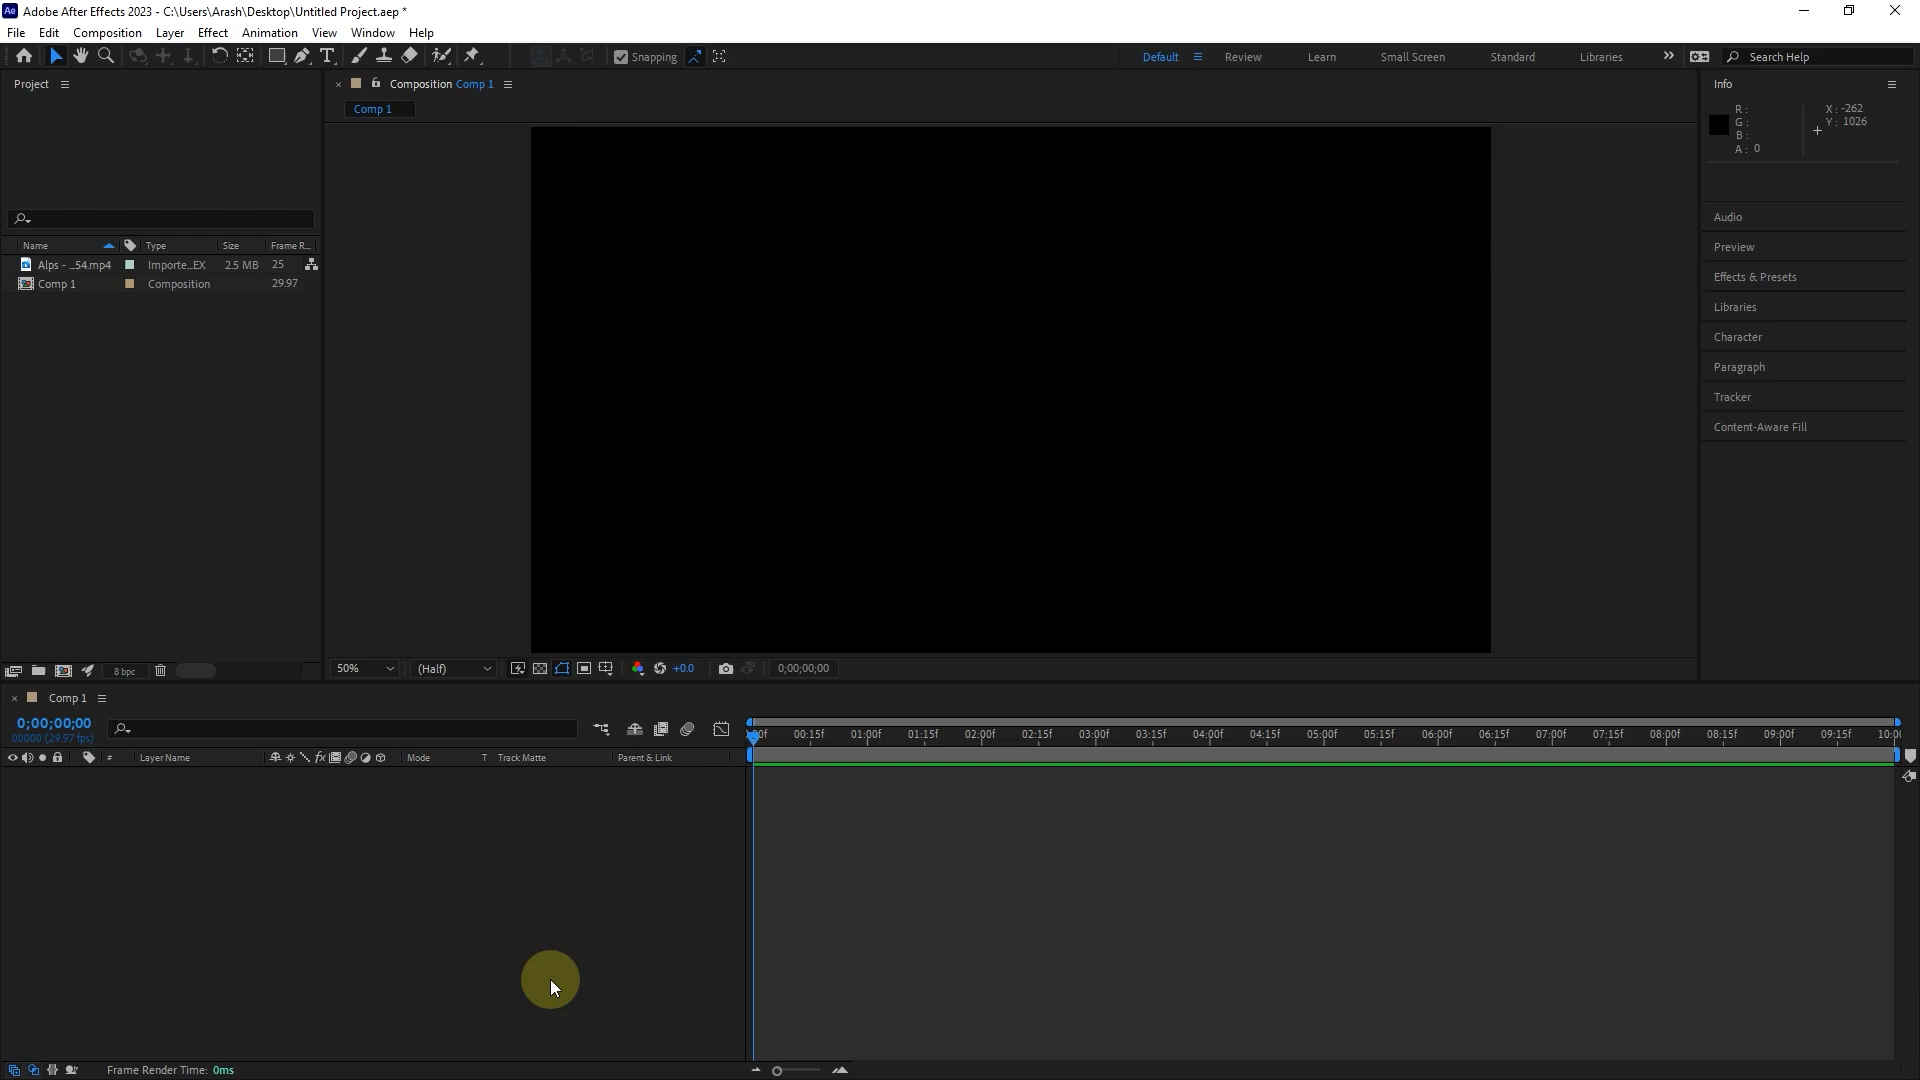 Adobe After Effects 2023 - C:\Users\Arash\Desktop\Untitled Project.aep *
File Edit Composition Layer Effect Animation View Window Help
Snapping Default Review Learn Small Screen Standard Libraries Search Help
Project
Composition Comp 1
Comp 1
Name Type Size Frame R...
Alps - ...54.mp4 Importe...EX 2.5 MB 25
Comp 1 Composition 29.97
8 bpc
50% (Half) +0.0 0;00;00;00
Info
R :
G :
B :
A : 0
X : -262
Y : 1026
Audio
Preview
Effects & Presets
Libraries
Character
Paragraph
Tracker
Content-Aware Fill
Comp 1
0;00;00;00
00000 (29.97 fps)
# Layer Name fx Mode T Track Matte Parent & Link
00:15f 01:00f 01:15f 02:00f 02:15f 03:00f 03:15f 04:00f 04:15f 05:00f 05:15f 06:00f 06:15f 07:00f 07:15f 08:00f 08:15f 09:00f 09:15f
Frame Render Time: 0ms